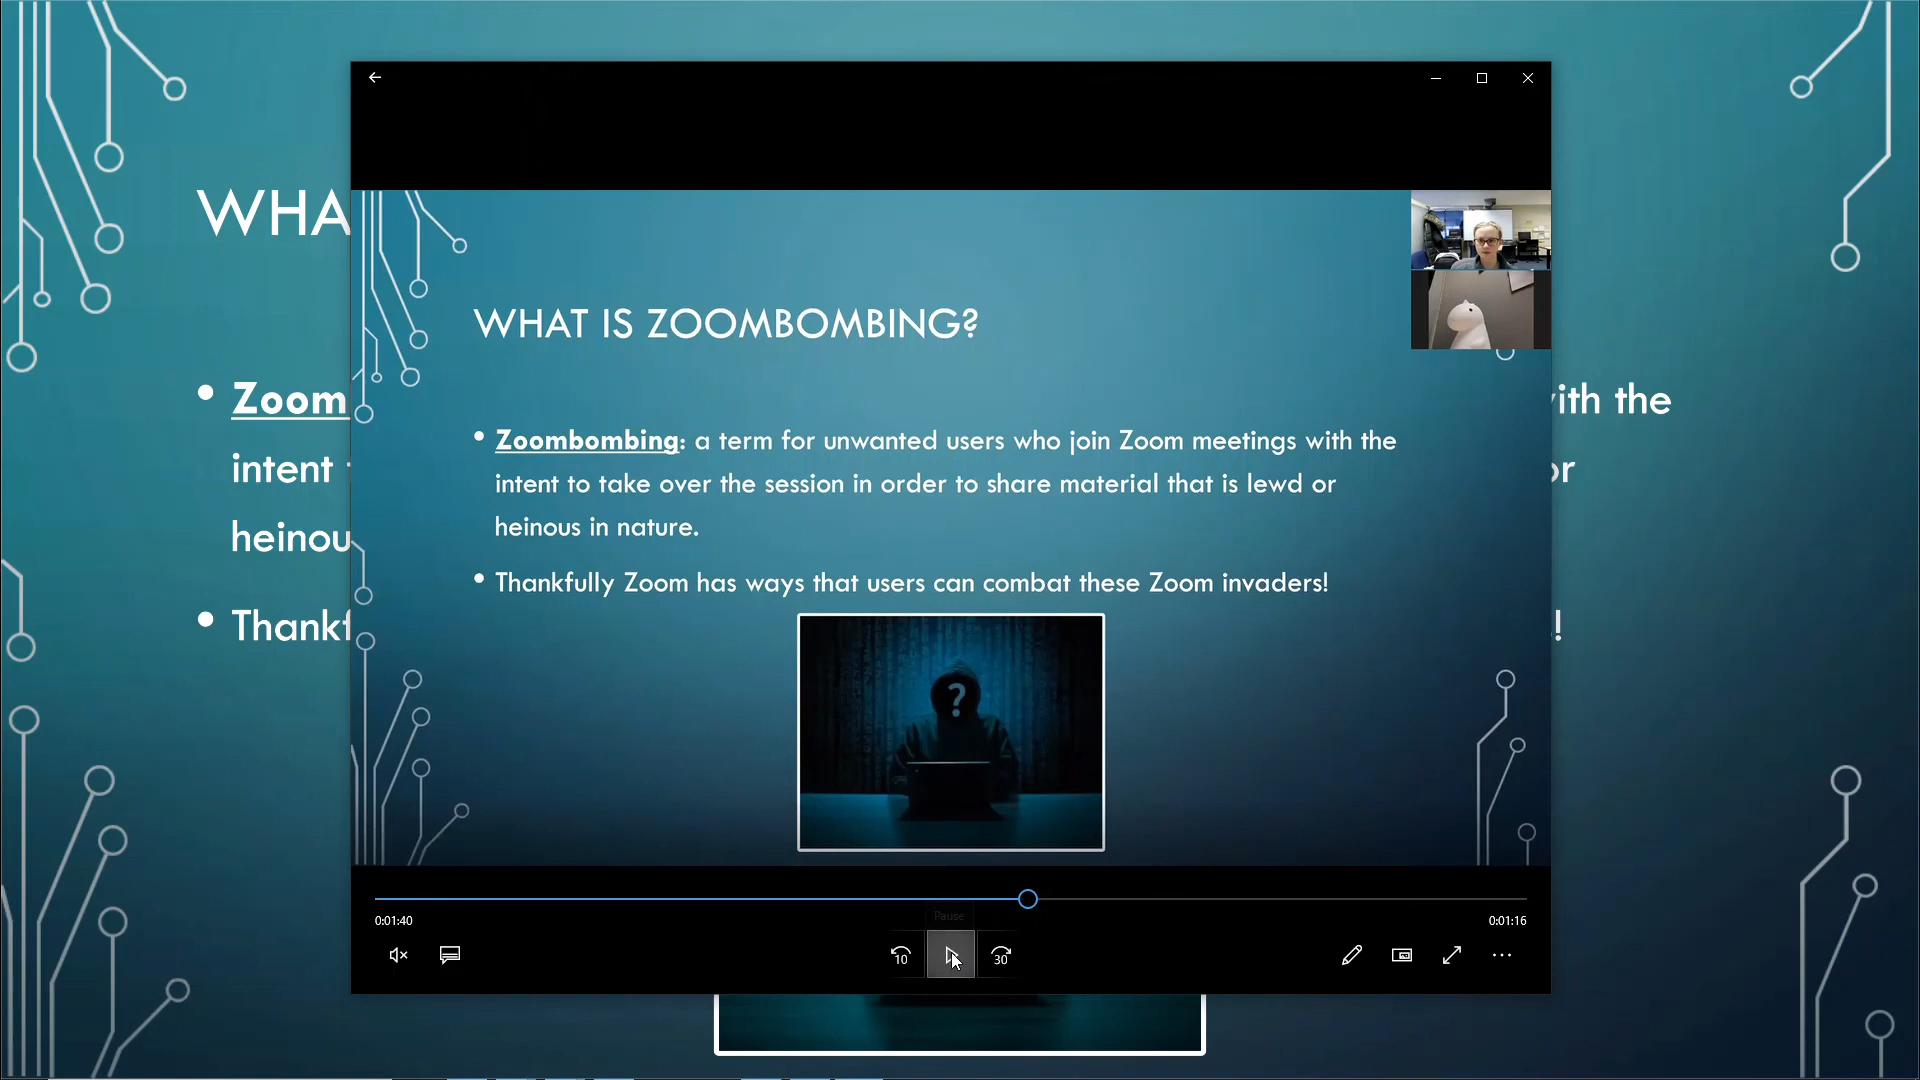 WHA
WHAT IS ZOOMBOMBING?
Zoom
ith the
• Zoombombing: a term for unwanted users who join Zoom meetings with the
intent
or
intent to take over the session in order to share material that is lewd or
heinou
heinous in nature.
• Thankfully Zoom has ways that users can combat these Zoom invaders!
Thankf
!
?
0:01:40
Pause
0:01:16
10
30